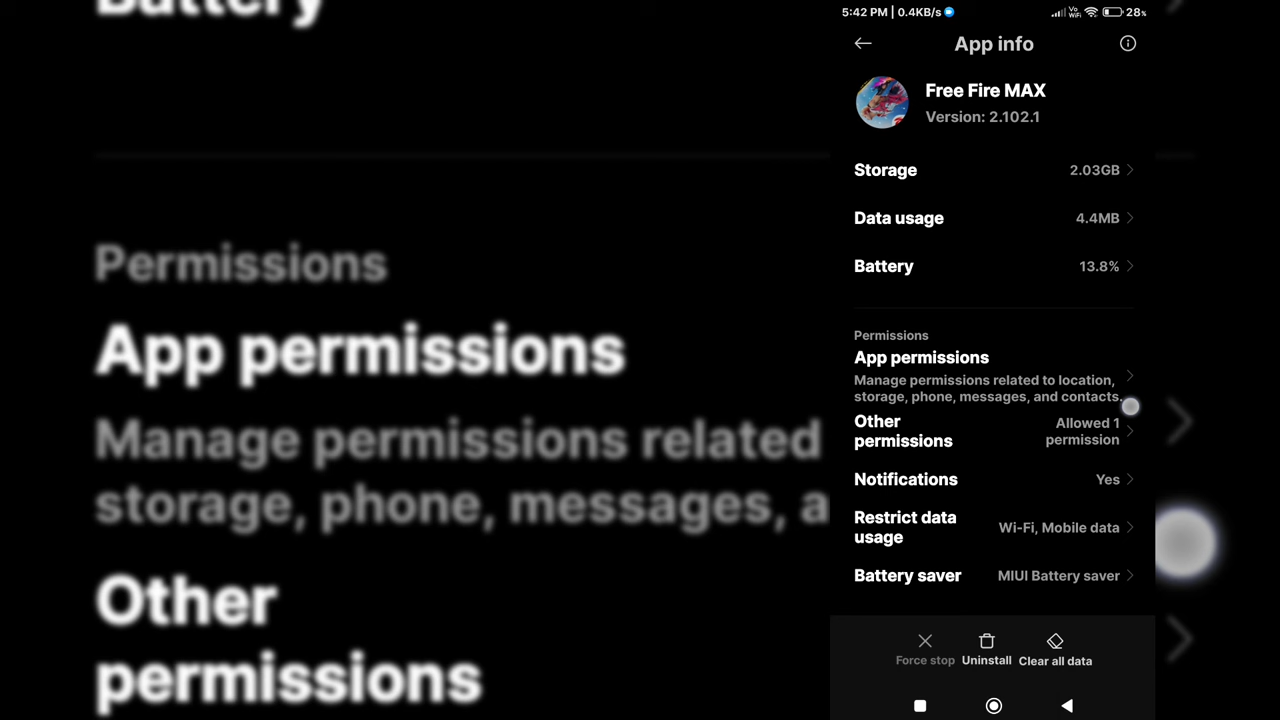 Battery
Permissions
App permissions
Manage permissions related
storage, phone, messages, a
Other
permissions
5:42 PM | 0.4KB/s
Vo
WiFi
28%
App info
Free Fire MAX
Version: 2.102.1
Storage 2.03GB
Data usage 4.4MB
Battery 13.8%
Permissions
App permissions
Manage permissions related to location,
storage, phone, messages, and contacts.
Other
permissions
Allowed 1
permission
Notifications Yes
Restrict data
usage
Wi-Fi, Mobile data
Battery saver MIUI Battery saver
Force stop Uninstall Clear all data